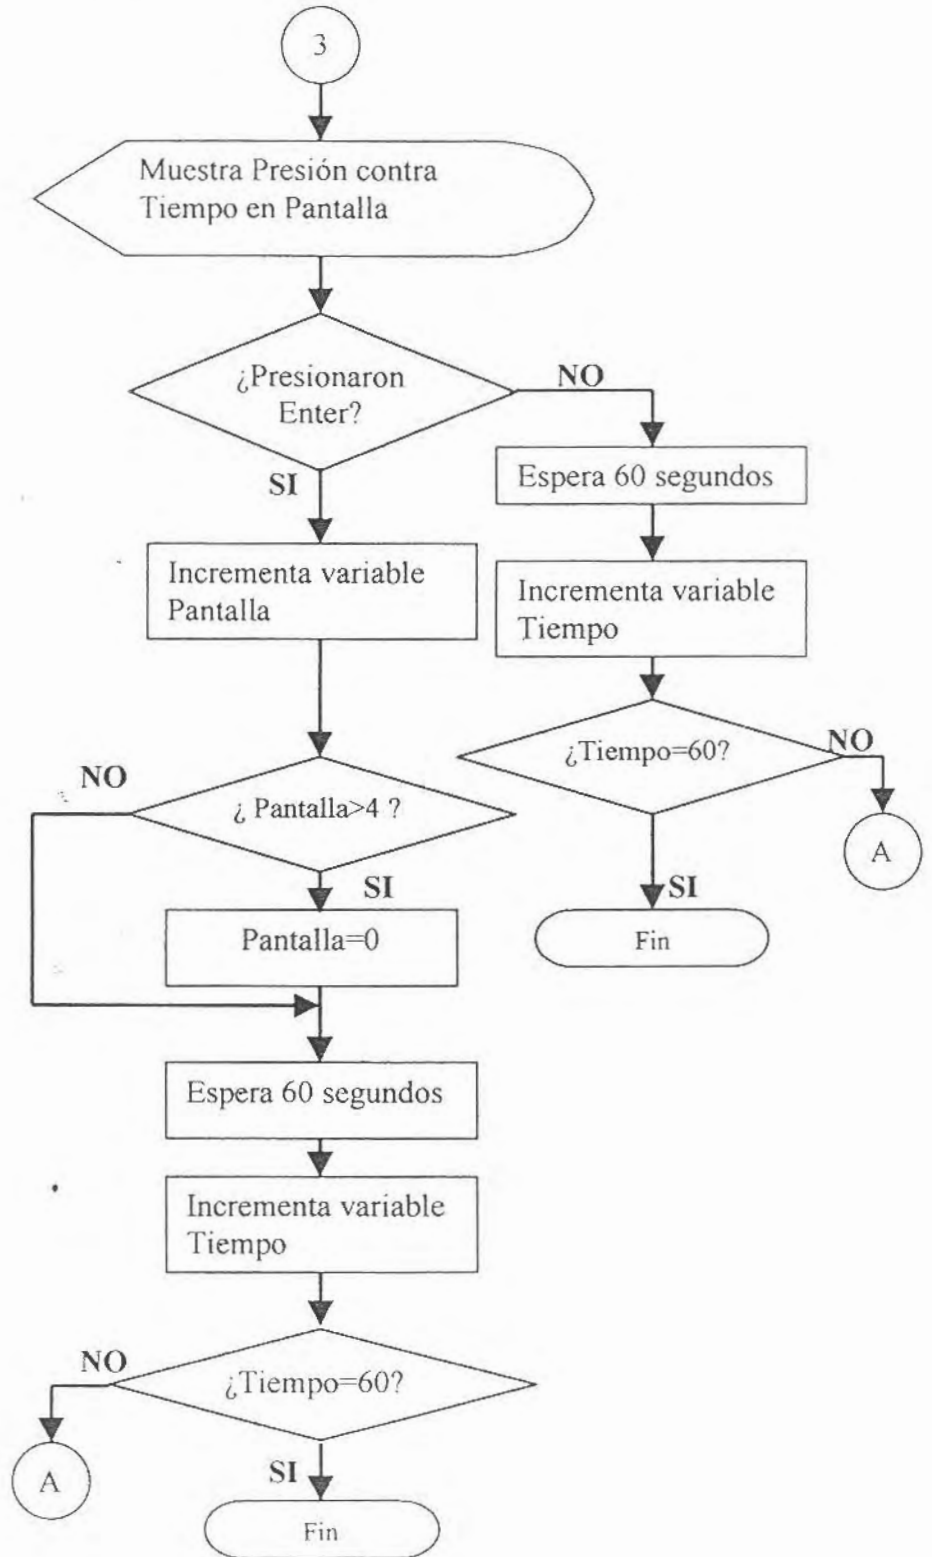 3
Muestra Presión contra
Tiempo en Pantalla
¿Presionaron
Enter?
NO
SI
Espera 60 segundos
Incrementa variable
Pantalla
Incrementa variable
Tiempo
¿Tiempo=60?
NO
A
SI
Fin
NO
¿ Pantalla>4 ?
SI
Pantalla=0
Espera 60 segundos
Incrementa variable
Tiempo
NO
¿Tiempo=60?
A
SI
Fin